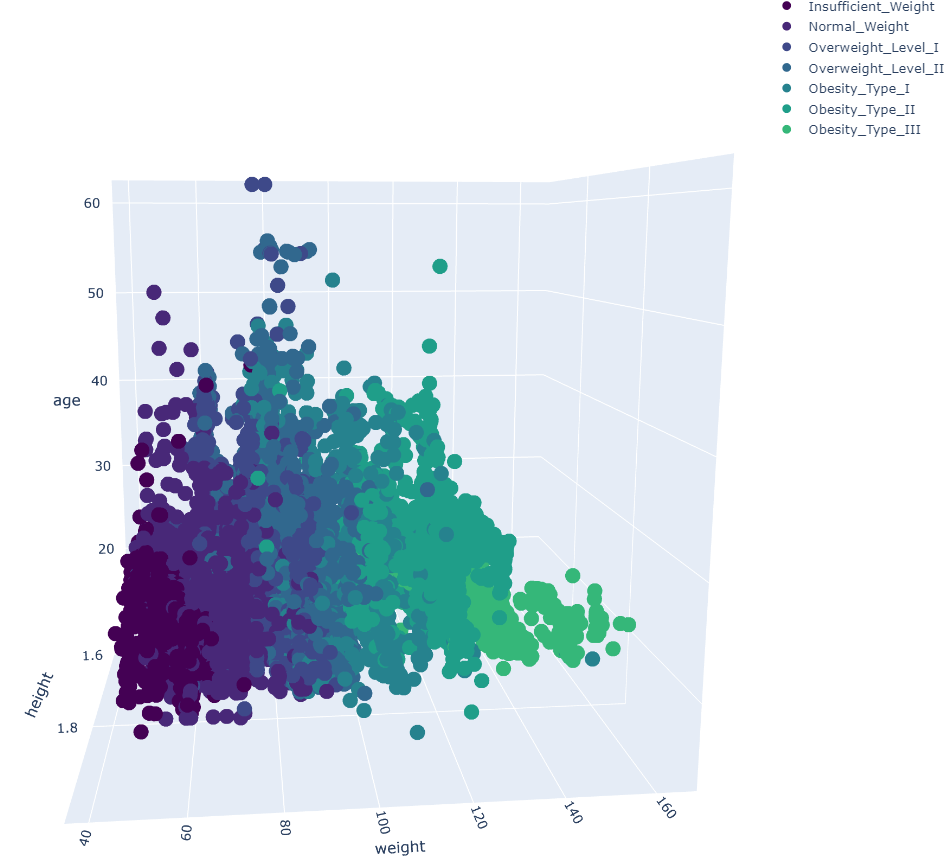 Insufficient_Weight
Normal_Weight
Overweight_Level_I
Overweight_Level_II
Obesity_Type_I
Obesity_Type_II
Obesity_Type_III
60
50
40
age
30
20
1.6
height
1.8
40
60
80
100
120
140
160
weight